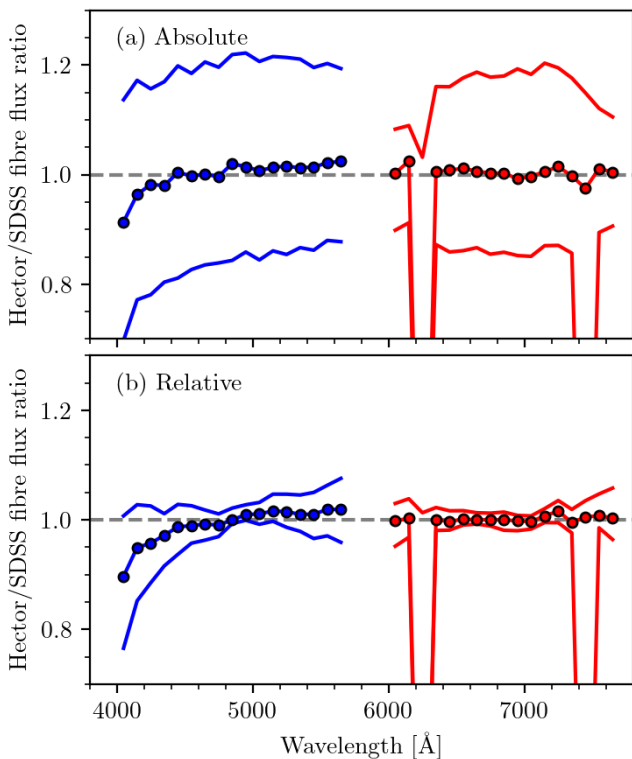 (a) Absolute
1.2
1.0
0.8
Hector/SDSS fibre flux ratio
(b) Relative
1.2
1.0
0.8
Hector/SDSS fibre flux ratio
4000 5000 6000 7000
Wavelength [Å]